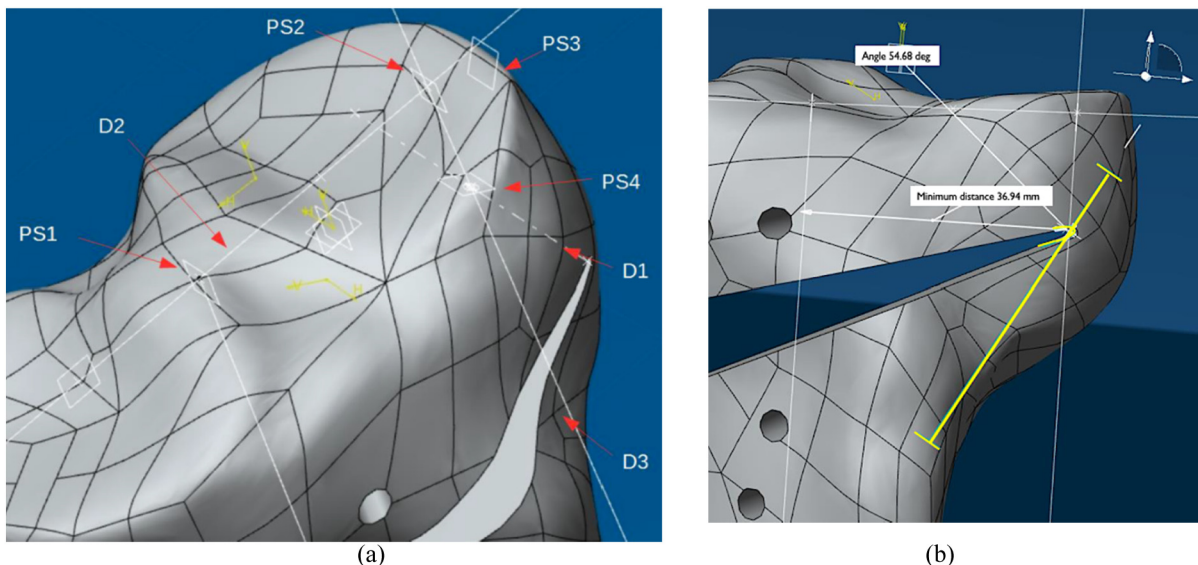 PS2
PS3
D2
PS4
PS1
D1
D3
(a)
Angle 54.68 deg
Minimum distance 36.94 mm
(b)